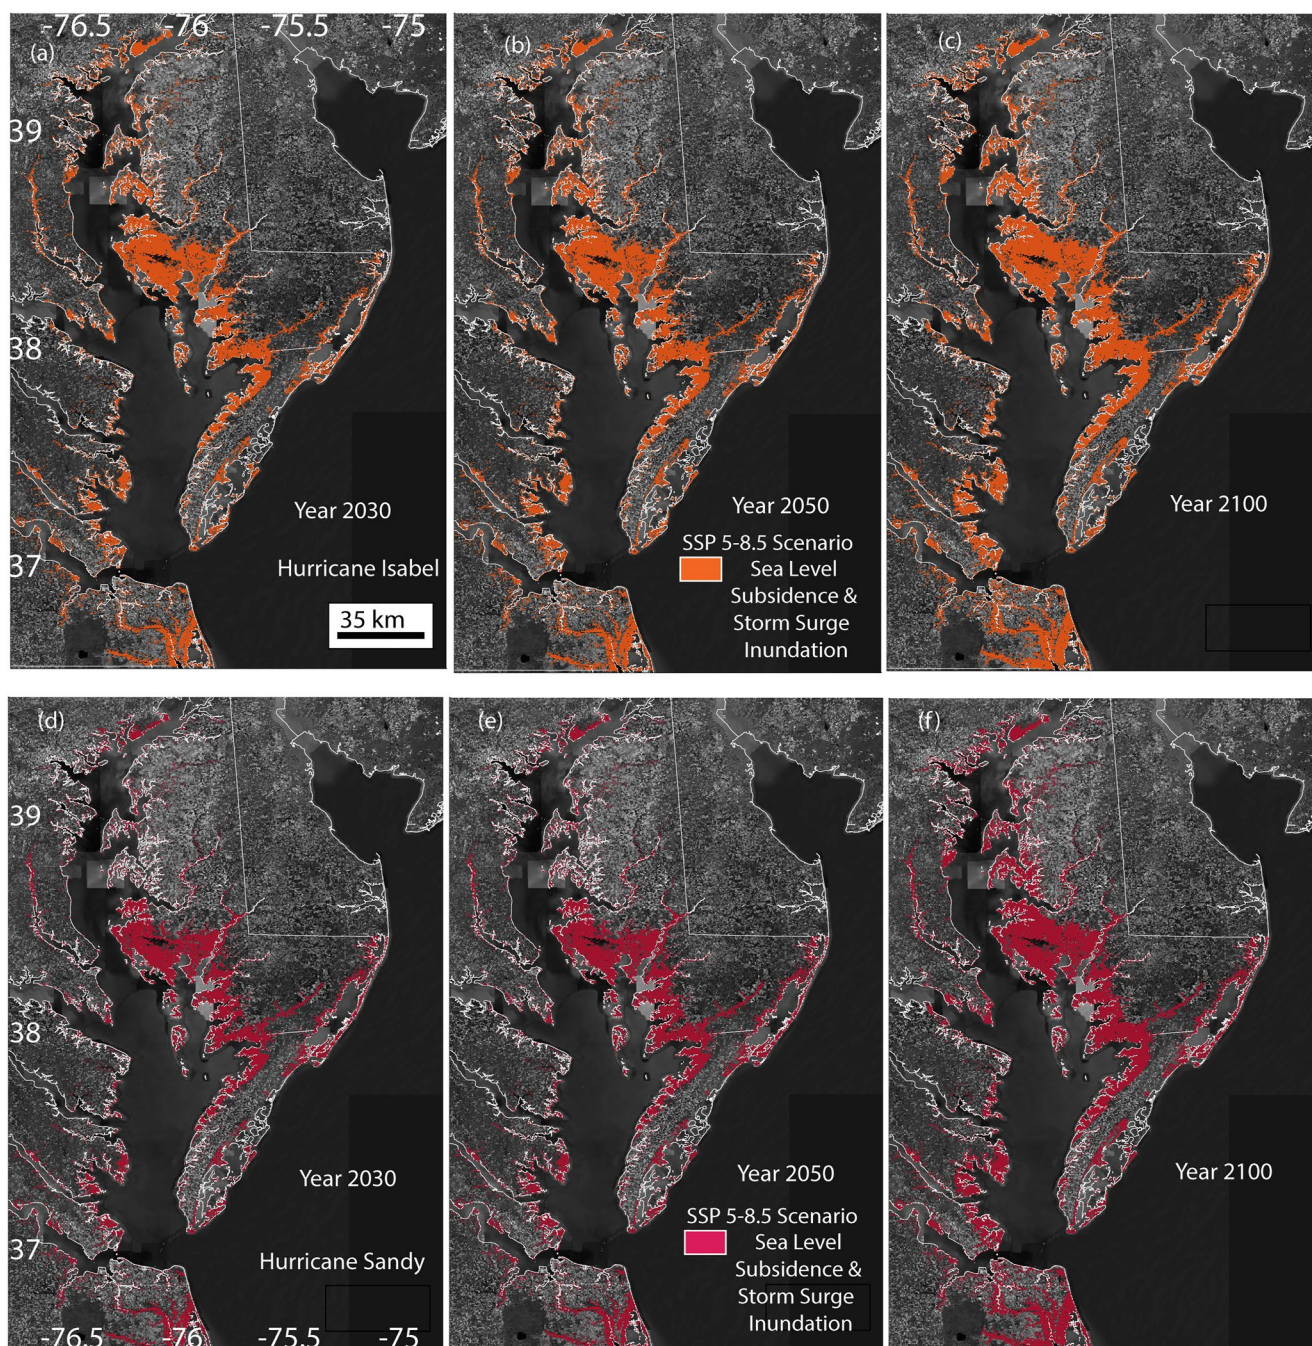 -76.5 -76 -75.5 -75
(a)
(b)
(c)
39
38
37
Year 2030
Hurricane Isabel
35 km
Year 2050
SSP 5-8.5 Scenario
Sea Level
Subsidence &
Storm Surge
Inundation
Year 2100
(d)
(e)
(f)
39
38
37
Year 2030
Hurricane Sandy
-76.5 -76 -75.5 -75
Year 2050
SSP 5-8.5 Scenario
Sea Level
Subsidence &
Storm Surge
Inundation
Year 2100